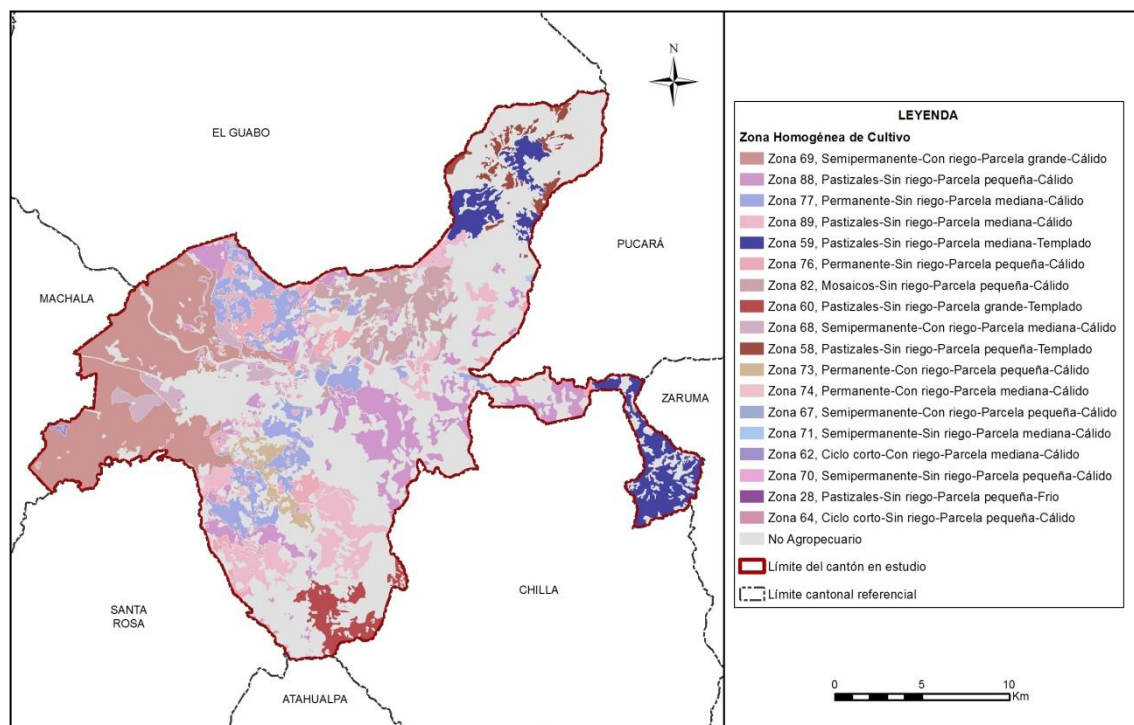 N
EL GUABO
PUCARÁ
MACHALA
ZARUMA
CHILLA
SANTA
ROSA
ATAHUALPA
LEYENDA
Zona Homogénea de Cultivo
Zona 69, Semipermanente-Con riego-Parcela grande-Cálido
Zona 88, Pastizales-Sin riego-Parcela pequeña-Cálido
Zona 77, Permanente-Sin riego-Parcela mediana-Cálido
Zona 89, Pastizales-Sin riego-Parcela mediana-Cálido
Zona 59, Pastizales-Sin riego-Parcela mediana-Templado
Zona 76, Permanente-Sin riego-Parcela pequeña-Cálido
Zona 82, Mosaicos-Sin riego-Parcela pequeña-Cálido
Zona 60, Pastizales-Sin riego-Parcela grande-Templado
Zona 68, Semipermanente-Con riego-Parcela mediana-Cálido
Zona 58, Pastizales-Sin riego-Parcela pequeña-Templado
Zona 73, Permanente-Con riego-Parcela pequeña-Cálido
Zona 74, Permanente-Con riego-Parcela mediana-Cálido
Zona 67, Semipermanente-Con riego-Parcela pequeña-Cálido
Zona 71, Semipermanente-Sin riego-Parcela mediana-Cálido
Zona 62, Ciclo corto-Con riego-Parcela mediana-Cálido
Zona 70, Semipermanente-Sin riego-Parcela pequeña-Cálido
Zona 28, Pastizales-Sin riego-Parcela pequeña-Frio
Zona 64, Ciclo corto-Sin riego-Parcela pequeña-Cálido
No Agropecuario
Límite del cantón en estudio
Límite cantonal referencial
0 5 10
Km